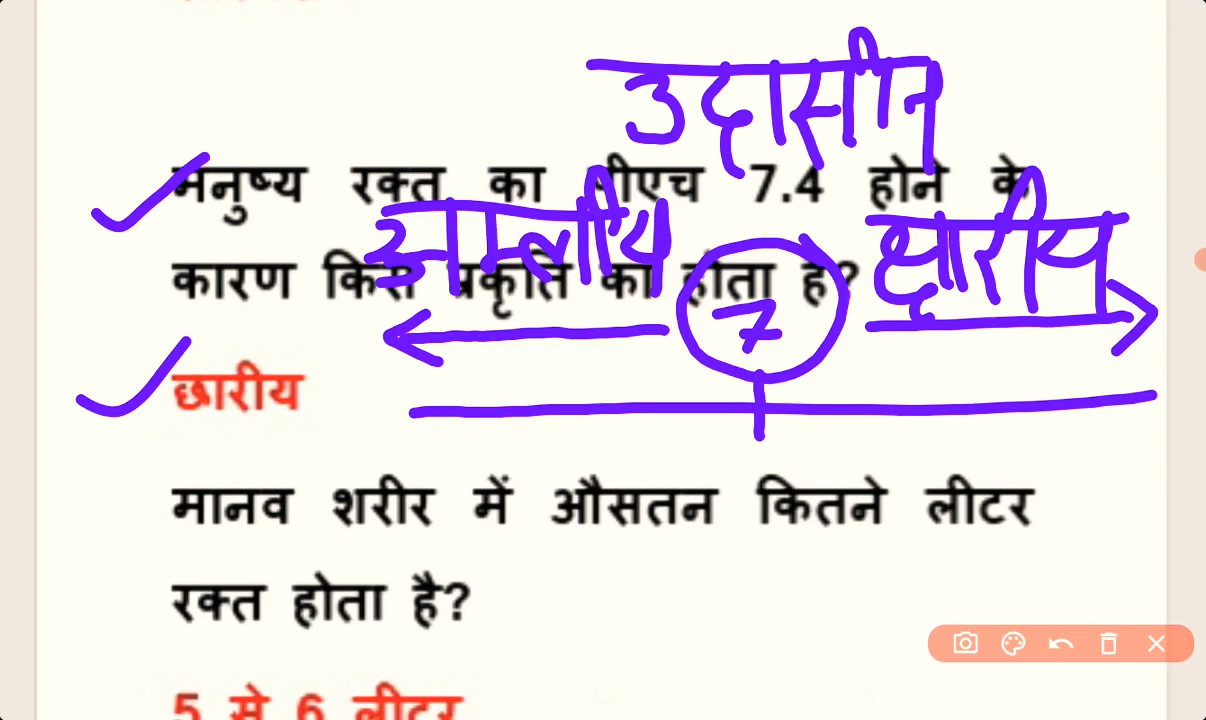 उदासीन
मनुष्य रक्त का पीएच 7.4 होने के
अम्लीय क्षारीय
कारण किस प्रकृति का होता है?
7
छारीय
मानव शरीर में औसतन कितने लीटर
रक्त होता है?
5 से 6 लीटर